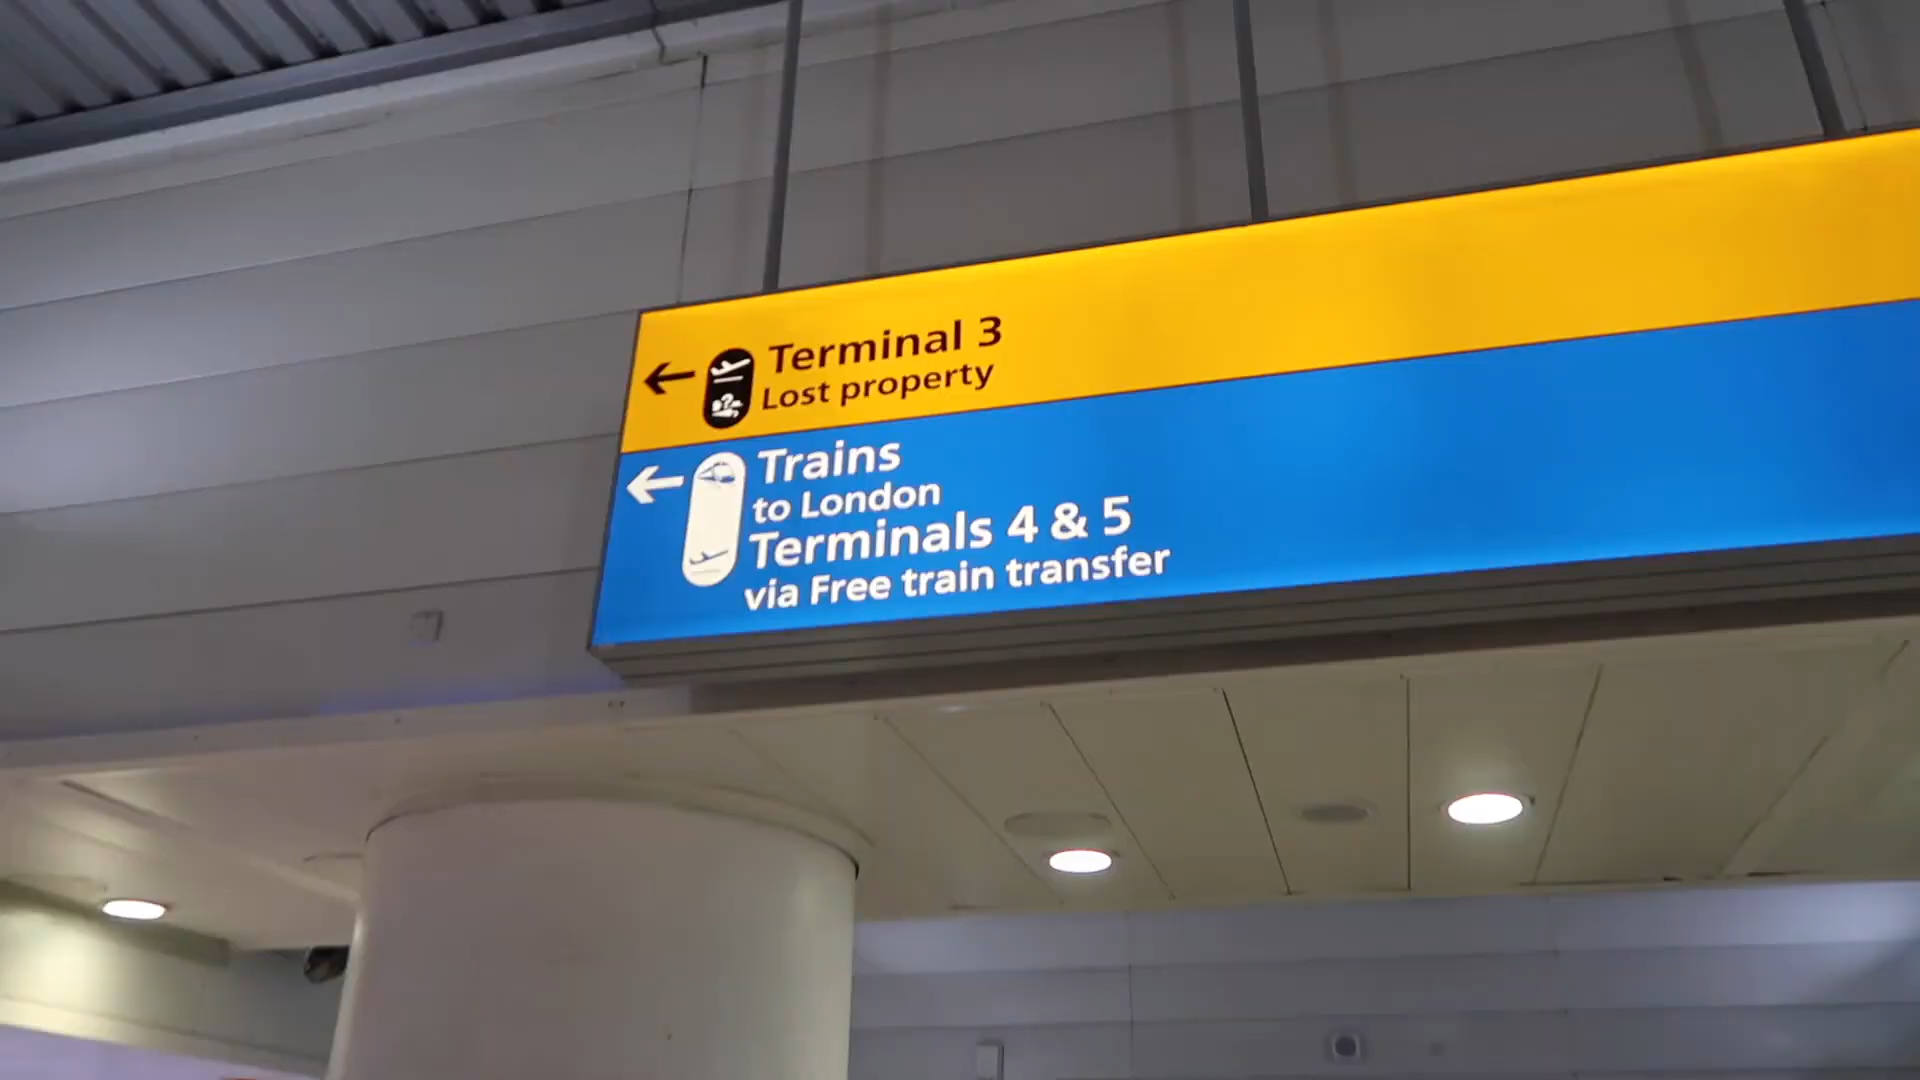 Terminal 3
Lost property
Trains
to London
Terminals 4 & 5
via Free train transfer